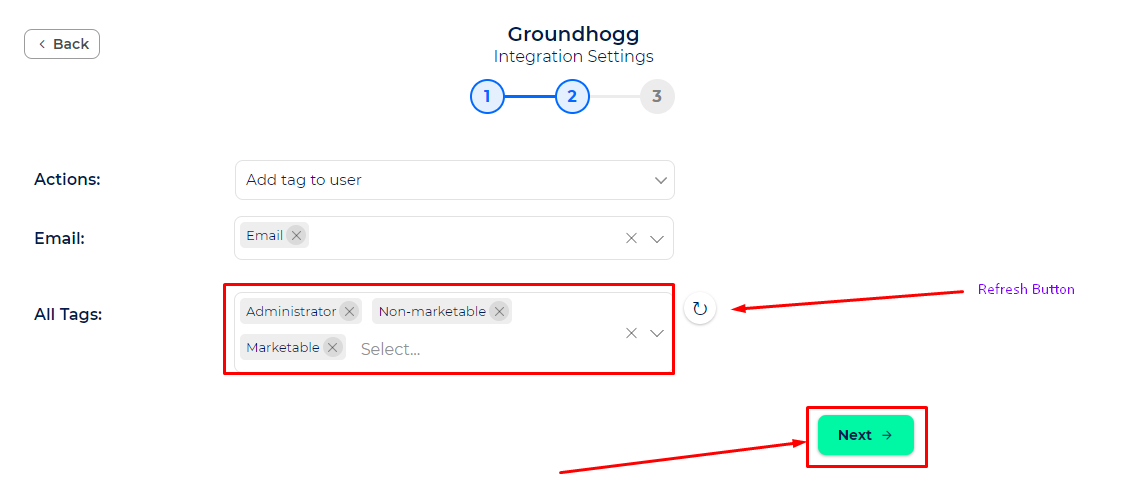 Back
Groundhogg
Integration Settings
1 2 3
Actions: Add tag to user
Email: Email
All Tags: Administrator Non-marketable
Marketable Select...
Refresh Button
Next